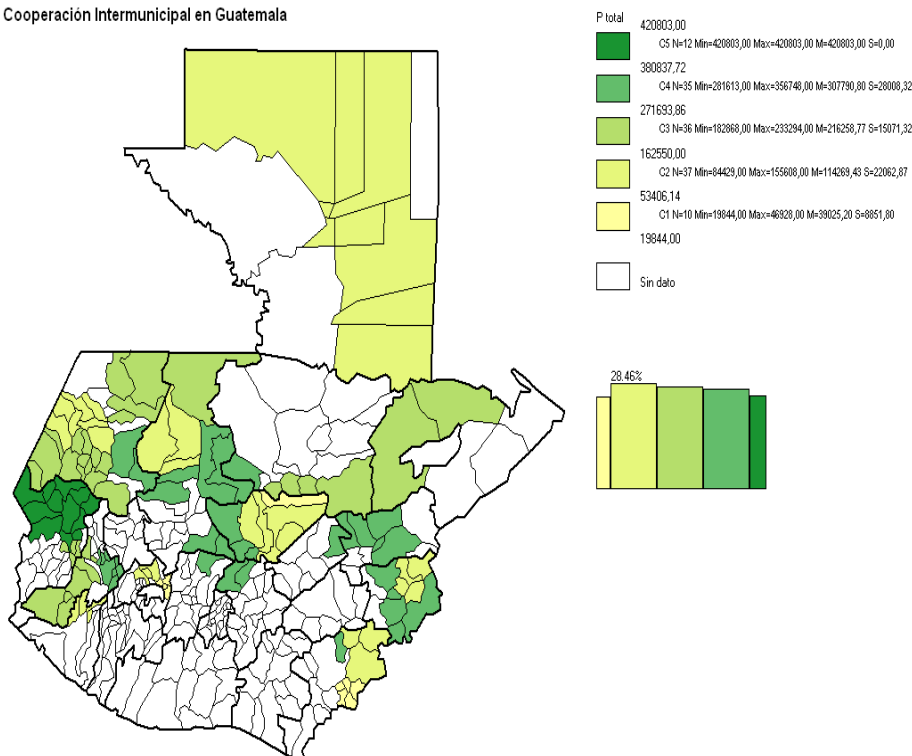 Cooperación Intermunicipal en Guatemala
P total
420803,00
C5 N=12 Min=420803,00 Max=420803,00 M=420803,00 S=0,00
380837,72
C4 N=35 Min=281613,00 Max=356748,00 M=307790,80 S=28008,32
271693,86
C3 N=36 Min=182868,00 Max=233294,00 M=216258,77 S=15071,32
162550,00
C2 N=37 Min=84429,00 Max=155608,00 M=114269,43 S=22062,87
53406,14
C1 N=10 Min=19844,00 Max=46928,00 M=39025,20 S=8851,80
19844,00
Sin dato
28.46%